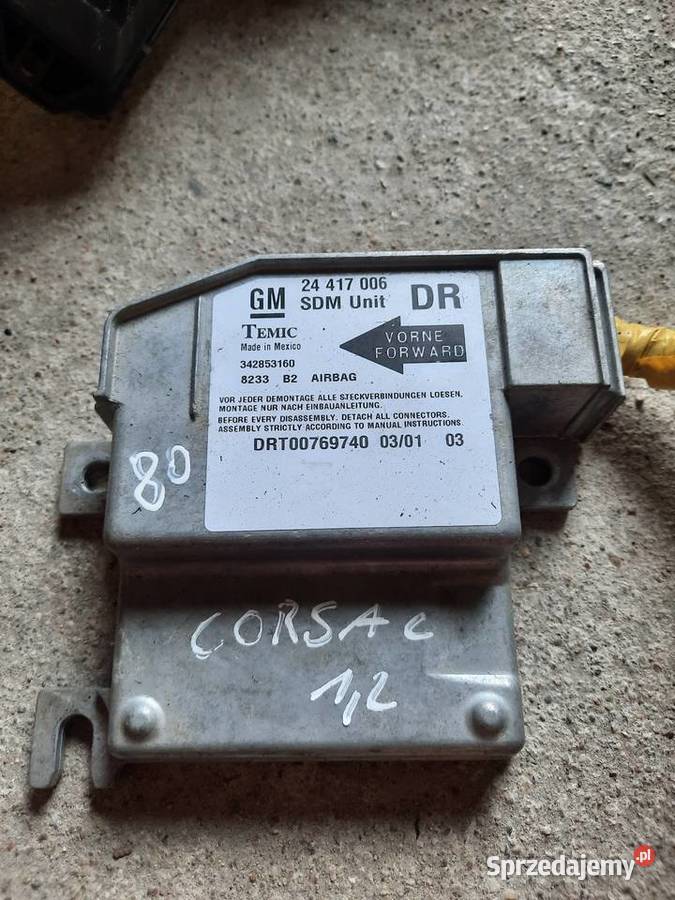 GM 24 417 006 DR
SDM Unit
TEMIC
Made in Mexico
VORNE
FORWARD
342853160
8233 B2 AIRBAG
VOR JEDER DEMONTAGE ALLE STECKVERBINDUNGEN LOESEN.
MONTAGE NUR NACH EINBAUANLEITUNG.
BEFORE EVERY DISASSEMBLY, DETACH ALL CONNECTORS.
ASSEMBLY STRICTLY ACCORDING TO MANUAL INSTRUCTIONS.
DRT00769740 03/01 03
80
CORSA C
1,2
Sprzedajemy.pl